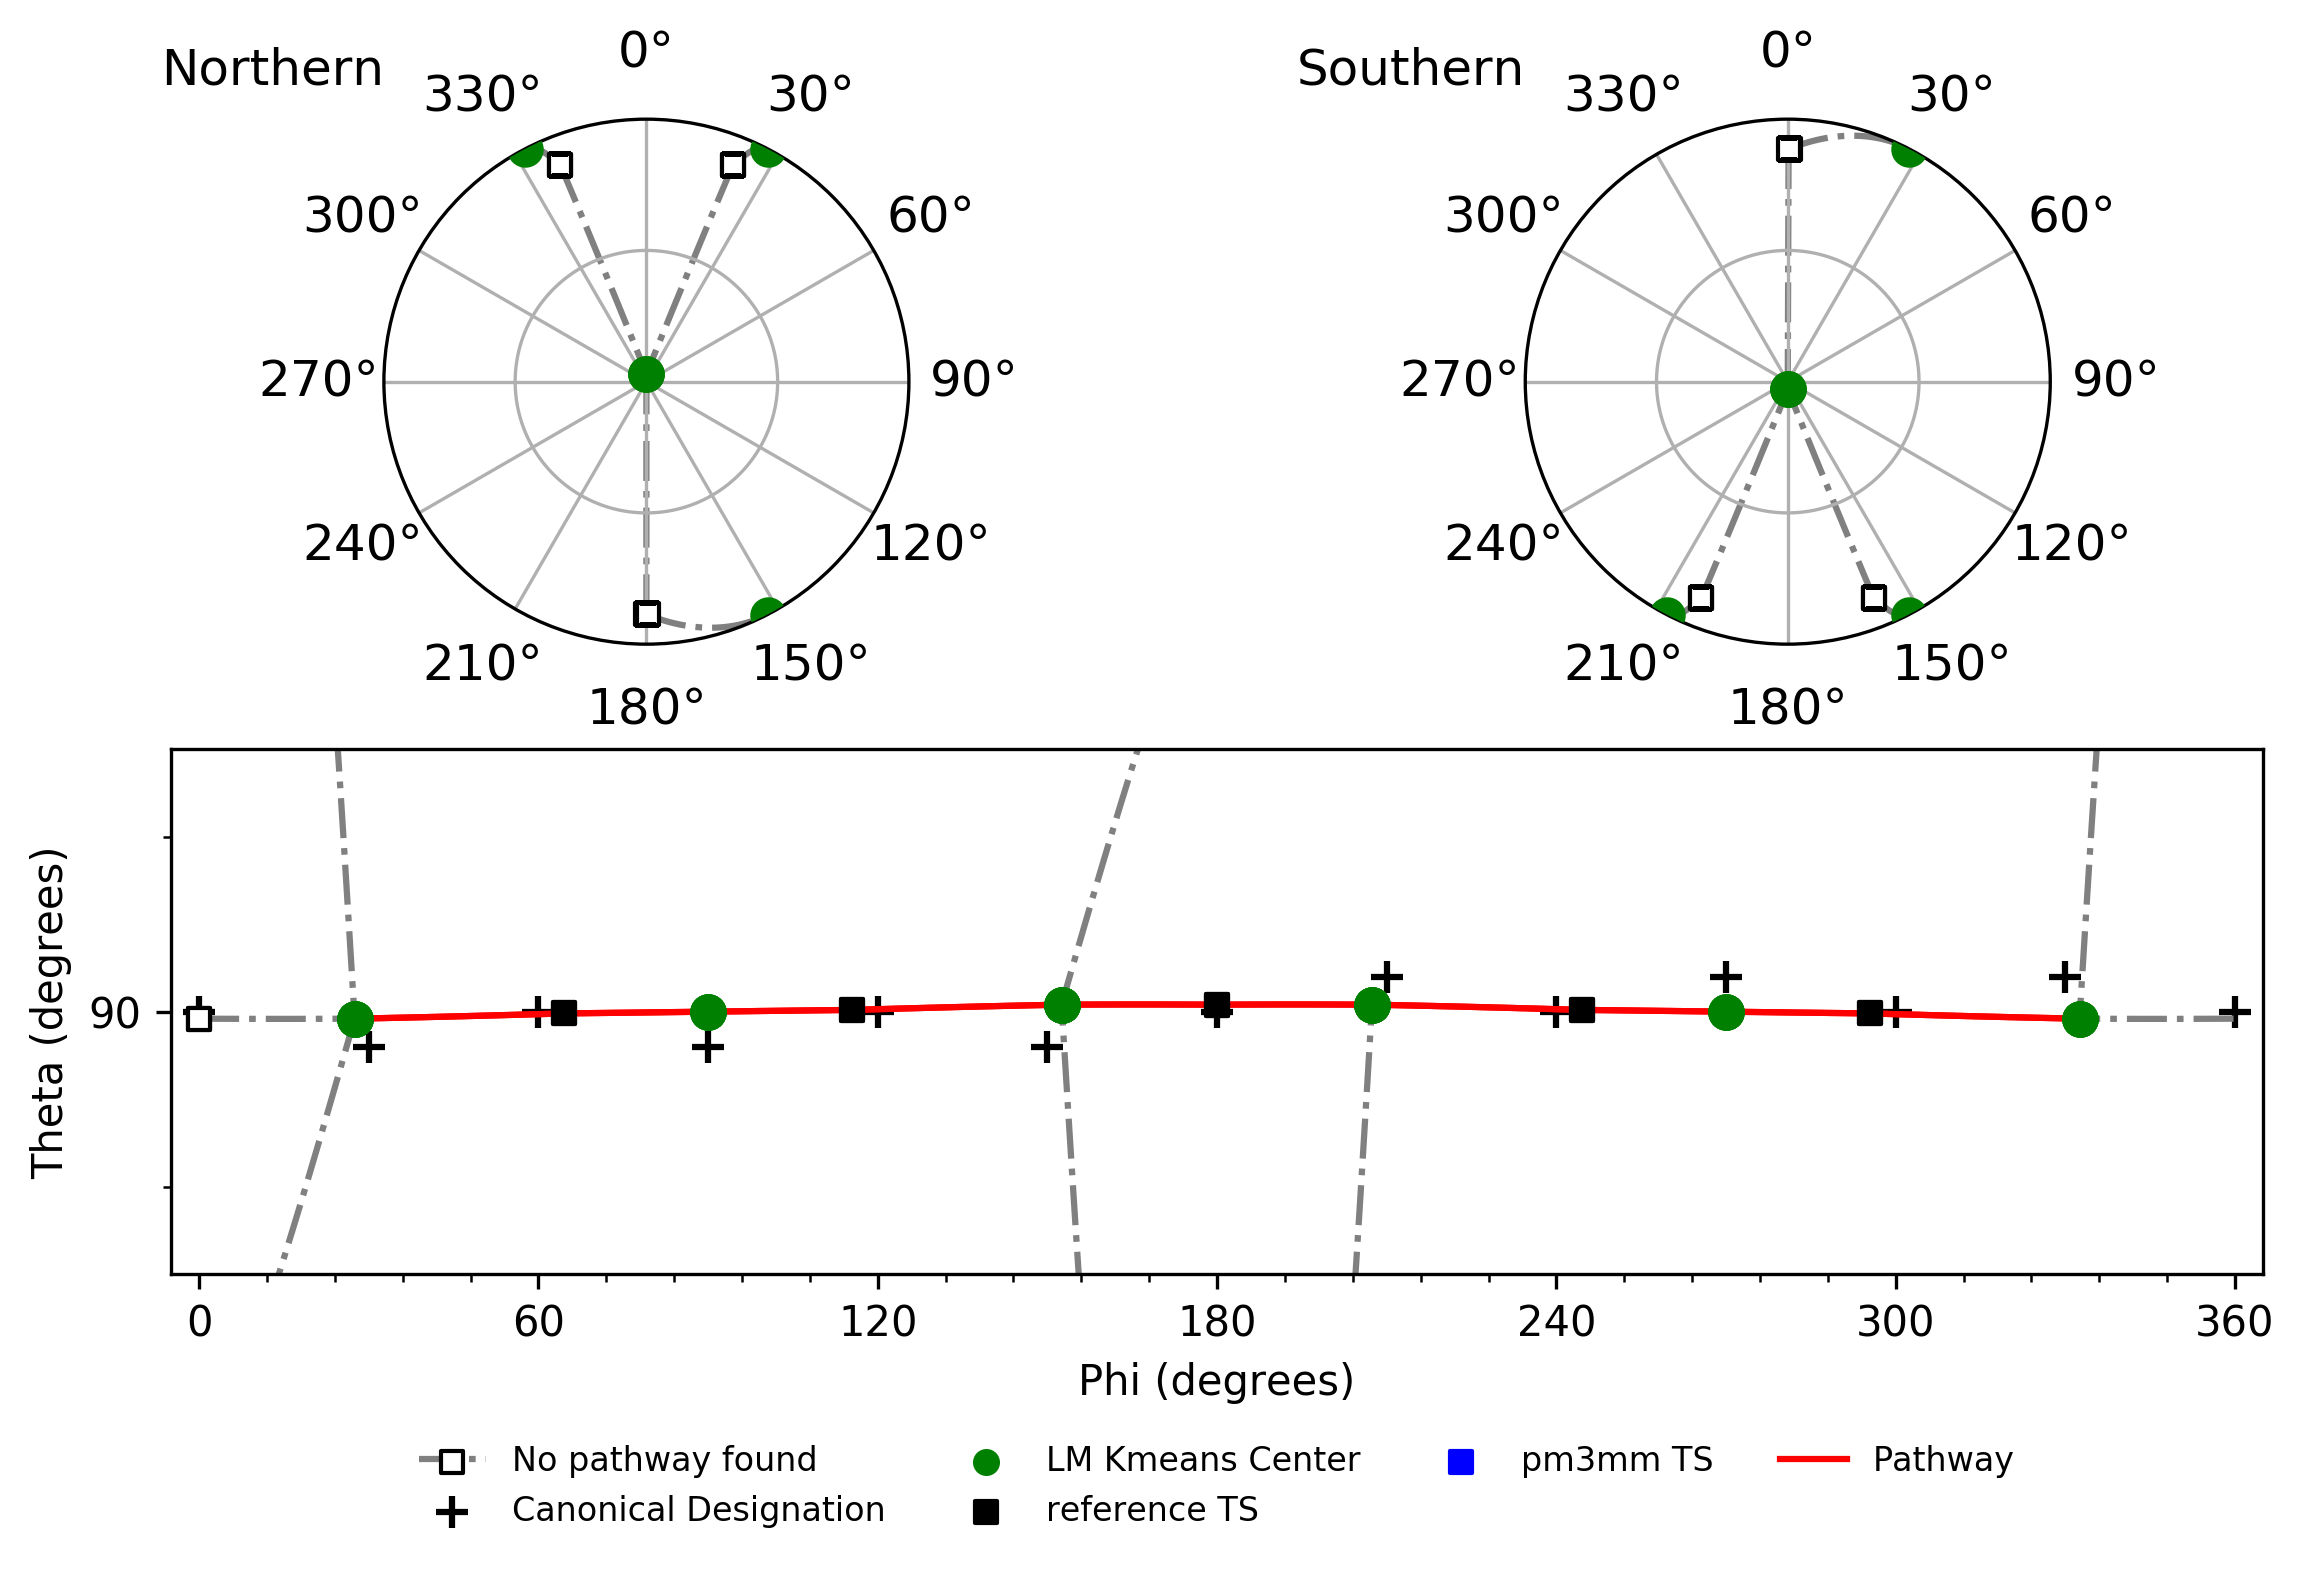 Northern
0°
330°
30°
300°
60°
270°
90°
240°
120°
210°
150°
180°
Southern
0°
330°
30°
300°
60°
270°
90°
240°
120°
210°
150°
180°
Theta (degrees)
90
0 60 120 180 240 300 360
Phi (degrees)
No pathway found
Canonical Designation
LM Kmeans Center
reference TS
pm3mm TS
Pathway